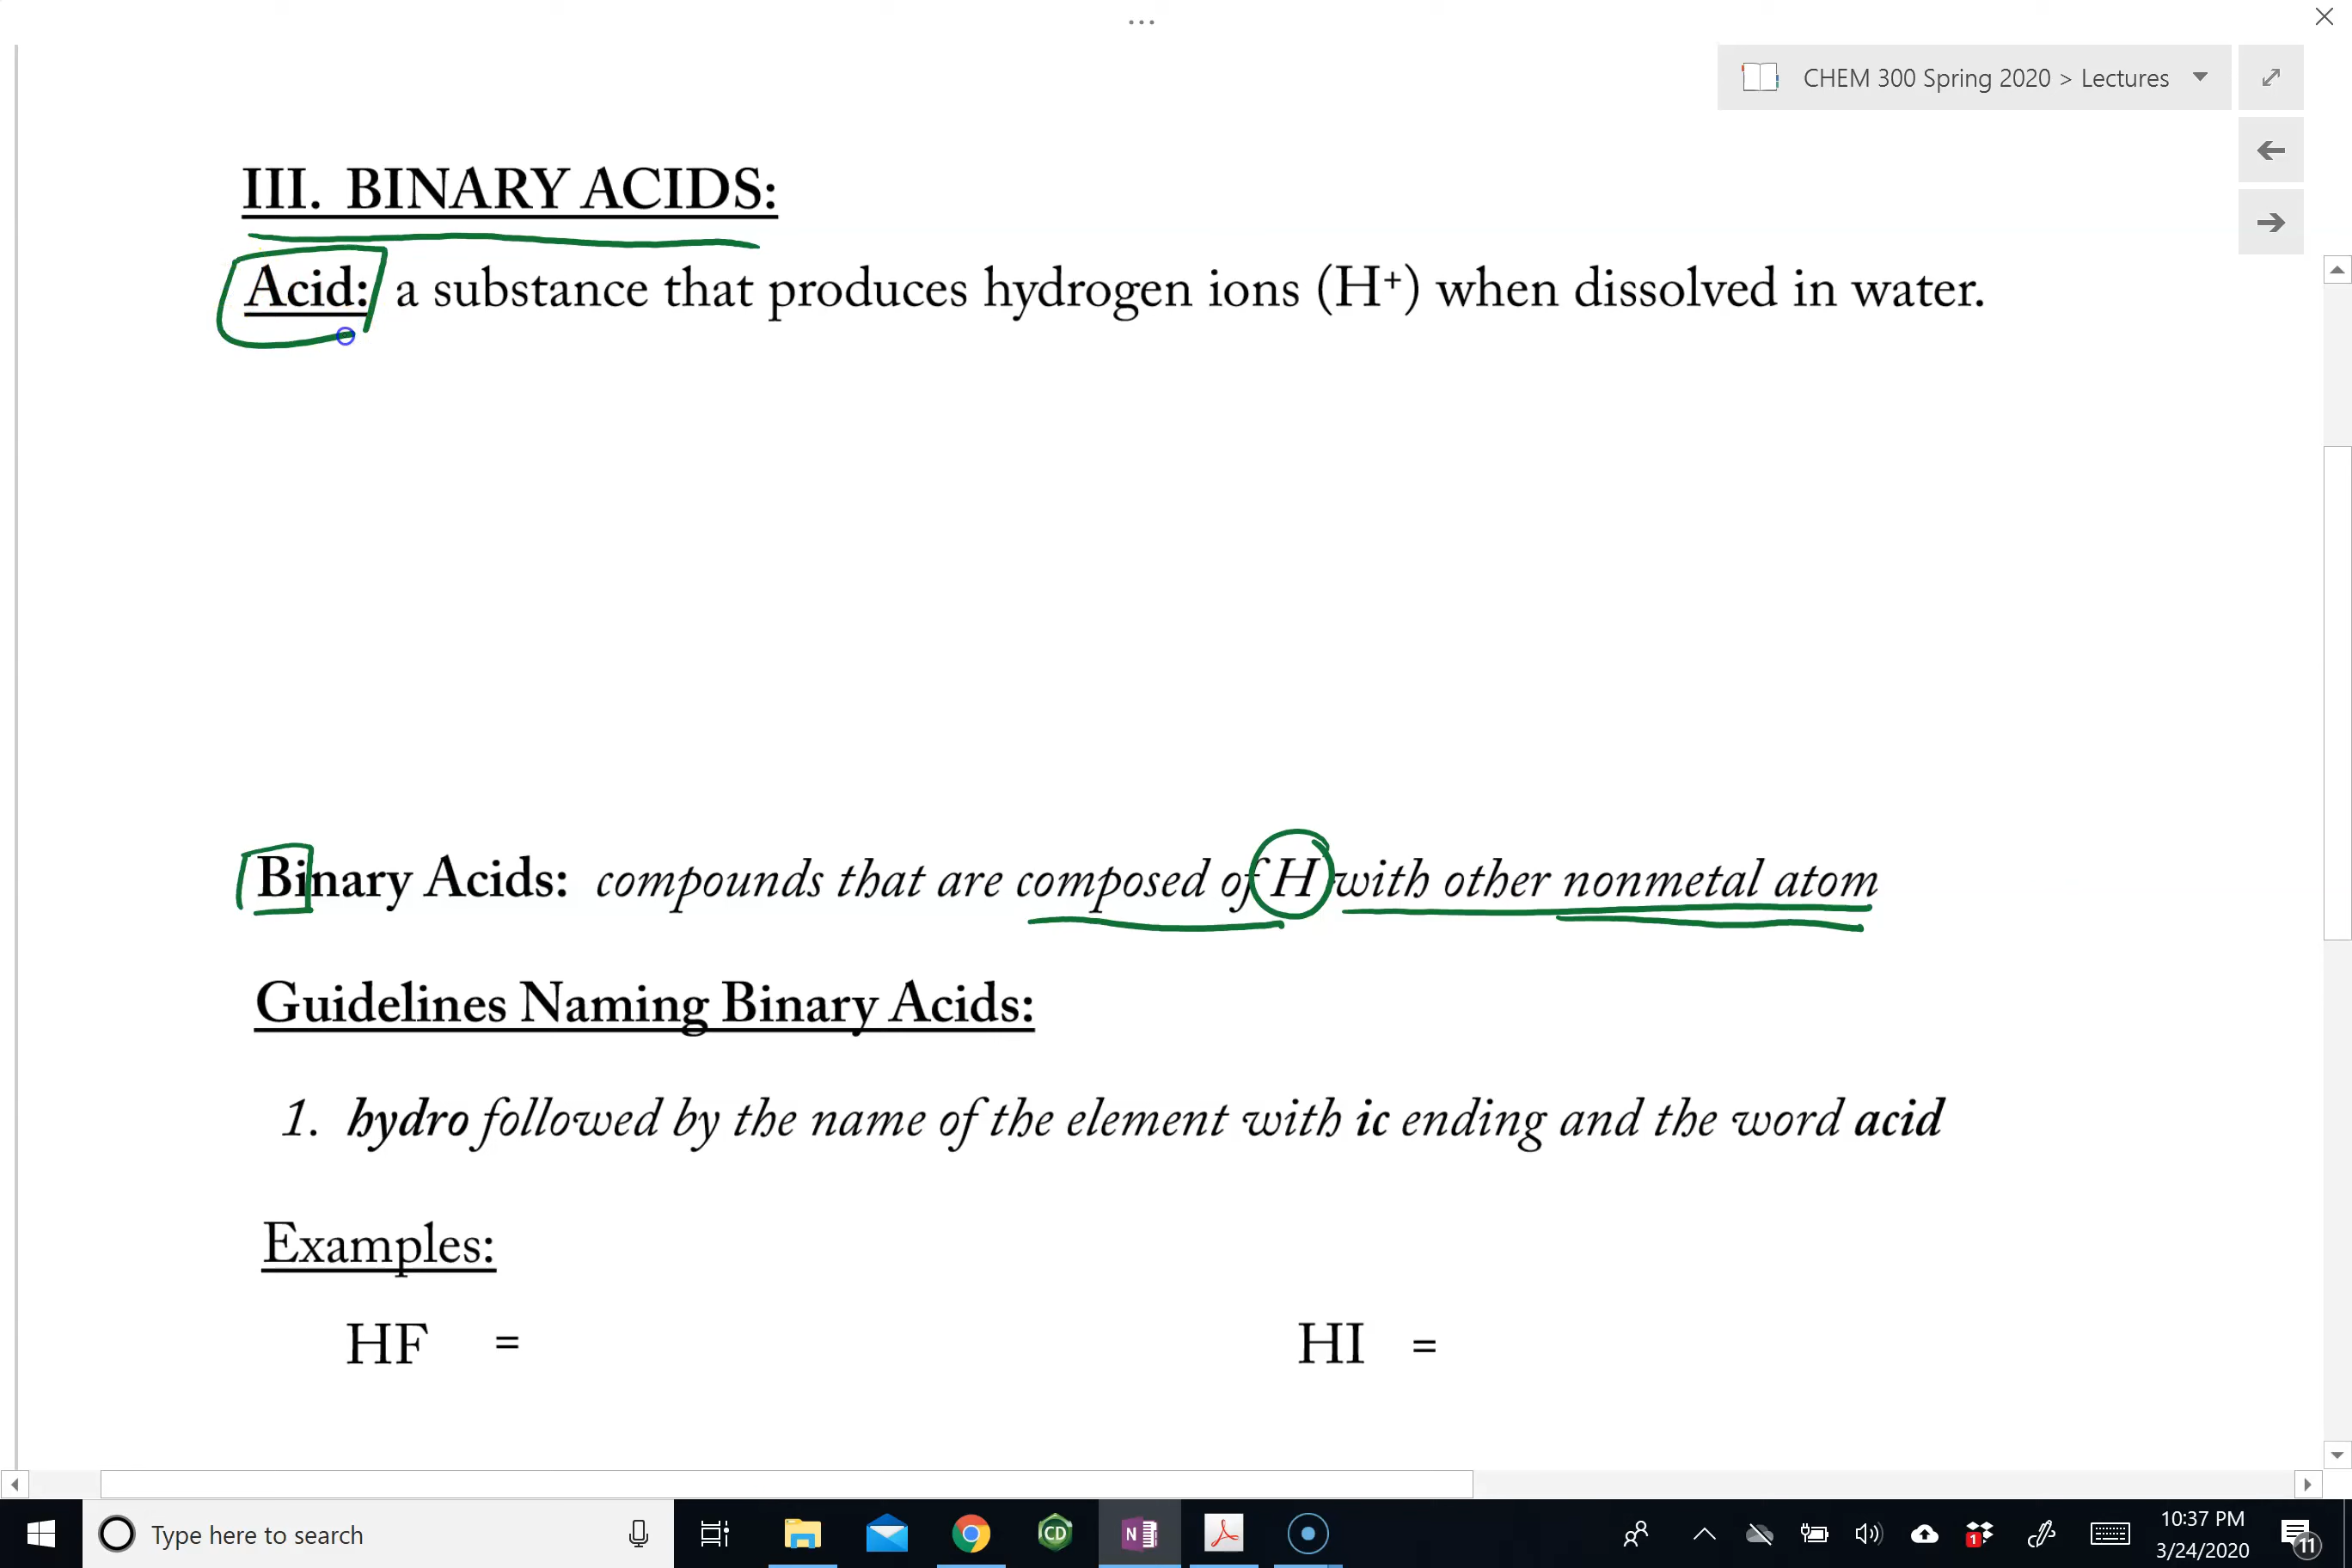 CHEM 300 Spring 2020 > Lectures
III. BINARY ACIDS:
Acid: a substance that produces hydrogen ions (H+) when dissolved in water.
Binary Acids: compounds that are composed of H with other nonmetal atom
Guidelines Naming Binary Acids:
1. hydro followed by the name of the element with ic ending and the word acid
Examples:
HF =
HI =
Type here to search
CD
N
1
10:37 PM
3/24/2020
11